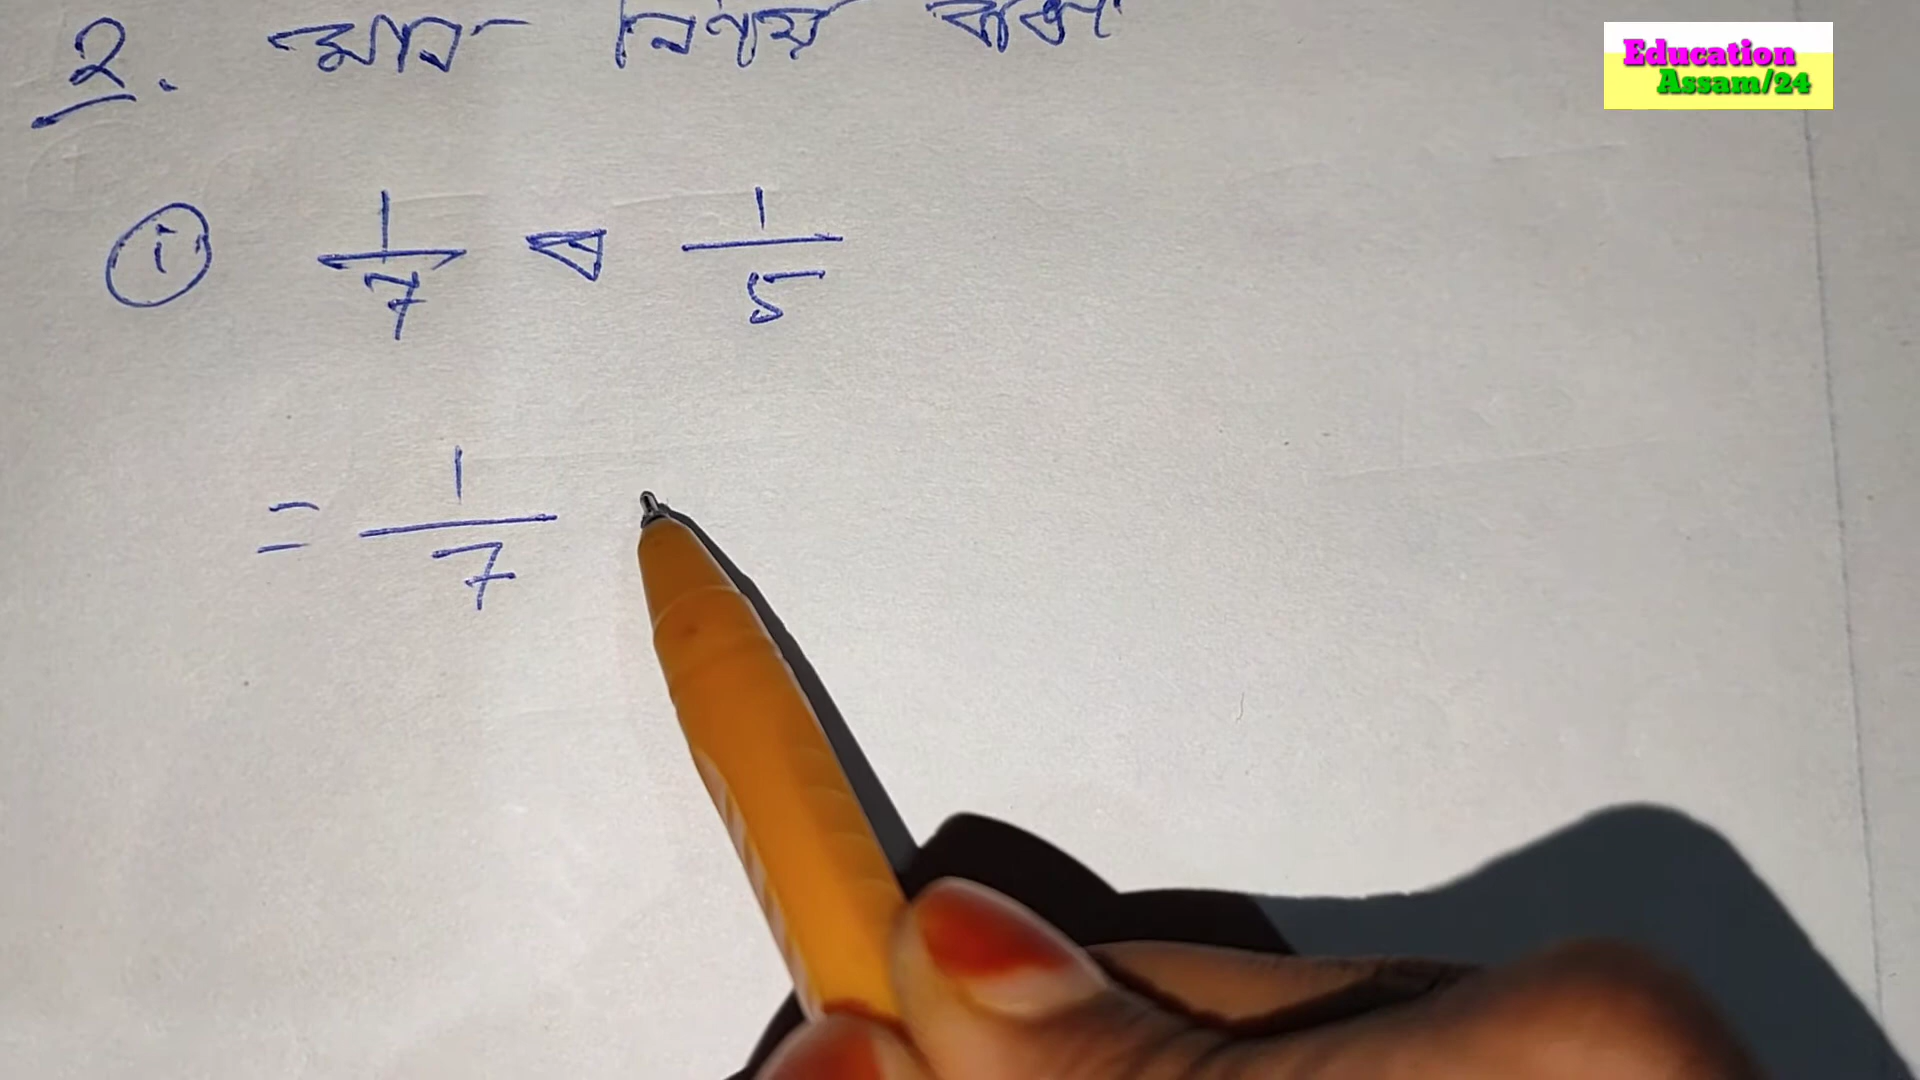 2. মান নিৰ্ণয় কৰা
Education
Assam/24
i 1/7 ৰ 1/5
= 1/7